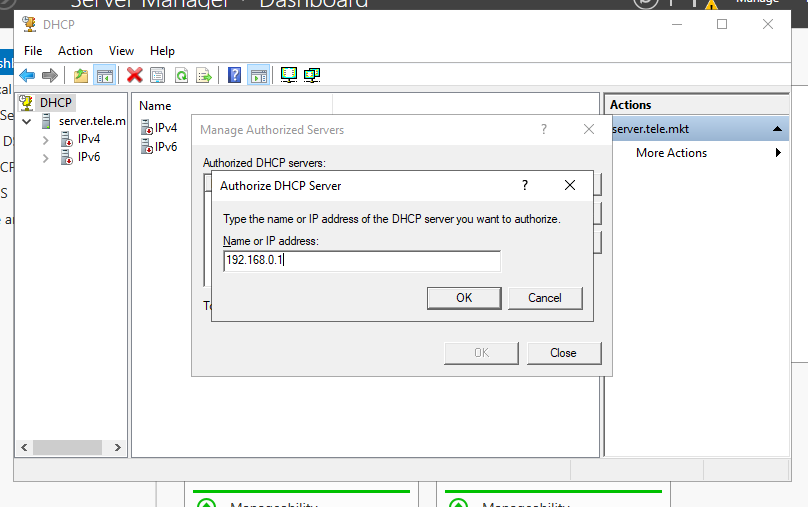 Server Manager · Dashboard
Manage
DHCP
File Action View Help
DHCP
server.tele.m
IPv4
IPv6
Name
IPv4
IPv6
Actions
server.tele.mkt
More Actions
Manage Authorized Servers
?
Authorized DHCP servers:
Authorize DHCP Server
?
Type the name or IP address of the DHCP server you want to authorize.
Name or IP address:
192.168.0.1
OK Cancel
OK Close
Manageability
Manageability